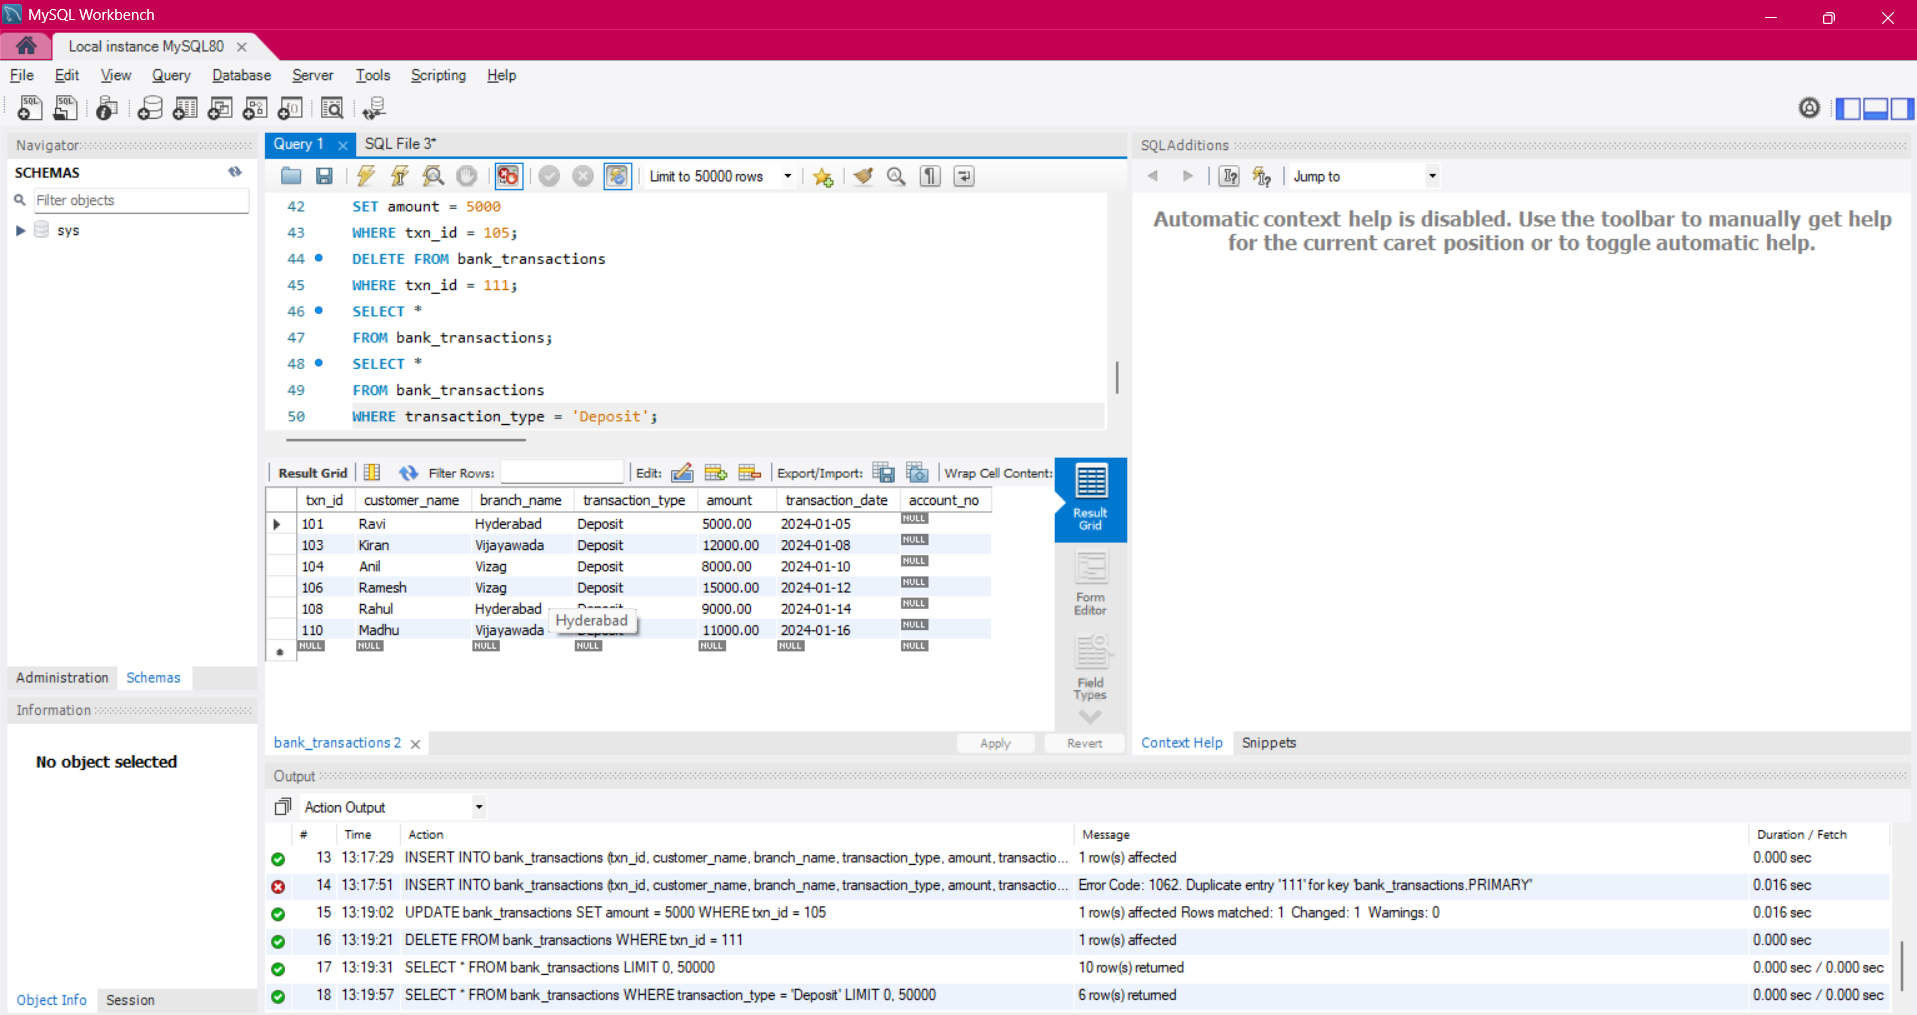 MySQL Workbench
Local instance MySQL80
File Edit View Query Database Server Tools Scripting Help
Navigator
SCHEMAS
Filter objects
sys
Administration Schemas
Information
No object selected
Object Info Session
Query 1 SQL File 3*
Limit to 50000 rows
42 SET amount = 5000
43 WHERE txn_id = 105;
44 DELETE FROM bank_transactions
45 WHERE txn_id = 111;
46 SELECT *
47 FROM bank_transactions;
48 SELECT *
49 FROM bank_transactions
50 WHERE transaction_type = 'Deposit';
Result Grid Filter Rows: Edit: Export/Import: Wrap Cell Content:
txn_id customer_name branch_name transaction_type amount transaction_date account_no
101 Ravi Hyderabad Deposit 5000.00 2024-01-05 NULL
103 Kiran Vijayawada Deposit 12000.00 2024-01-08 NULL
104 Anil Vizag Deposit 8000.00 2024-01-10 NULL
106 Ramesh Vizag Deposit 15000.00 2024-01-12 NULL
108 Rahul Hyderabad Deposit 9000.00 2024-01-14 NULL
Hyderabad
110 Madhu Vijayawada Deposit 11000.00 2024-01-16 NULL
NULL NULL NULL NULL NULL NULL NULL
Result
Grid
Form
Editor
Field
Types
bank_transactions 2 Apply Revert
SQLAdditions
Jump to
Automatic context help is disabled. Use the toolbar to manually get help
for the current caret position or to toggle automatic help.
Context Help Snippets
Output
Action Output
# Time Action Message Duration / Fetch
13 13:17:29 INSERT INTO bank_transactions (txn_id, customer_name, branch_name, transaction_type, amount, transactio... 1 row(s) affected 0.000 sec
14 13:17:51 INSERT INTO bank_transactions (txn_id, customer_name, branch_name, transaction_type, amount, transactio... Error Code: 1062. Duplicate entry '111' for key 'bank_transactions.PRIMARY' 0.016 sec
15 13:19:02 UPDATE bank_transactions SET amount = 5000 WHERE txn_id = 105 1 row(s) affected Rows matched: 1 Changed: 1 Warnings: 0 0.016 sec
16 13:19:21 DELETE FROM bank_transactions WHERE txn_id = 111 1 row(s) affected 0.000 sec
17 13:19:31 SELECT * FROM bank_transactions LIMIT 0, 50000 10 row(s) returned 0.000 sec / 0.000 sec
18 13:19:57 SELECT * FROM bank_transactions WHERE transaction_type = 'Deposit' LIMIT 0, 50000 6 row(s) returned 0.000 sec / 0.000 sec